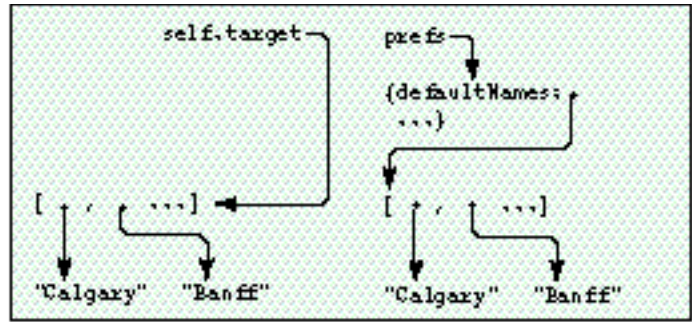 self.target
prefs
{defaultNames: ,
...}
[ , , , ...]
[ , , , ...]
"Calgary" "Banff"
"Calgary" "Banff"